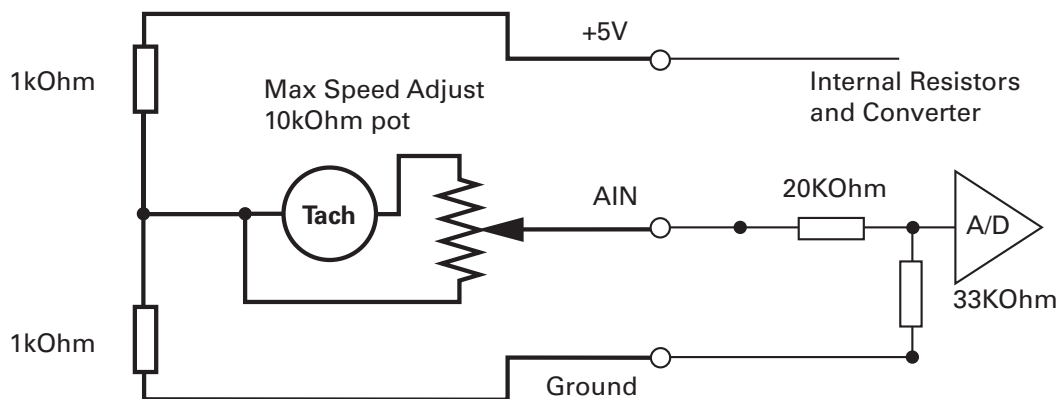 +5V
1kOhm
Internal Resistors
and Converter
Max Speed Adjust
10kOhm pot
Tach
AIN
20KOhm
A/D
33KOhm
1kOhm
Ground